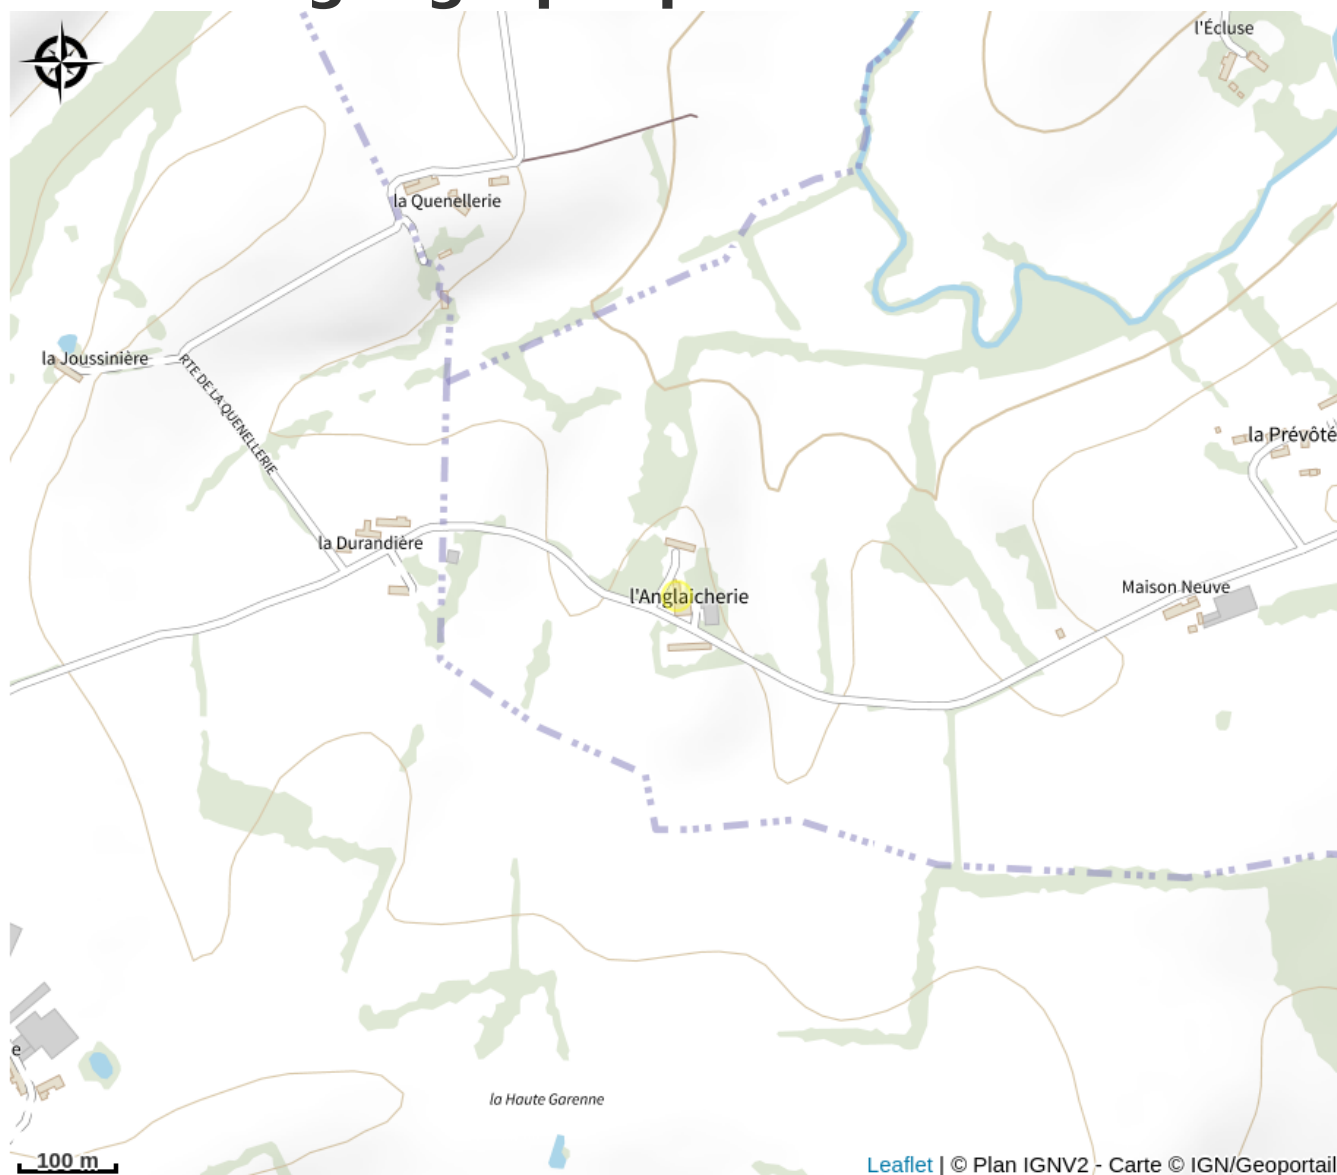 l'Écluse
la Quenellerie
la Joussinière
RTE DE LA QUENELLERIE
la Prévôté
la Durandière
Maison Neuve
l'Anglaicherie
e
la Haute Garenne
100 m
Leaflet | © Plan IGNV2 - Carte © IGN/Geoportail